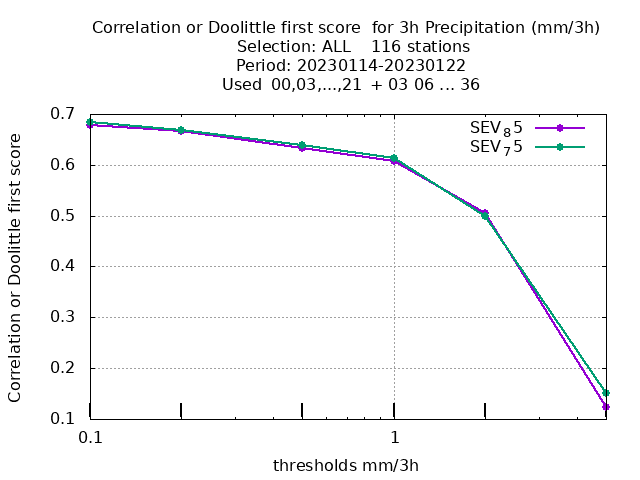 Correlation or Doolittle first score  for 3h Precipitation (mm/3h)
Selection: ALL    116 stations
Period: 20230114-20230122
Used  00,03,...,21  + 03 06 ... 36
SEV₈5
SEV₇5
0.7
0.6
0.5
0.4
0.3
0.2
0.1
Correlation or Doolittle first score
0.1
1
thresholds mm/3h